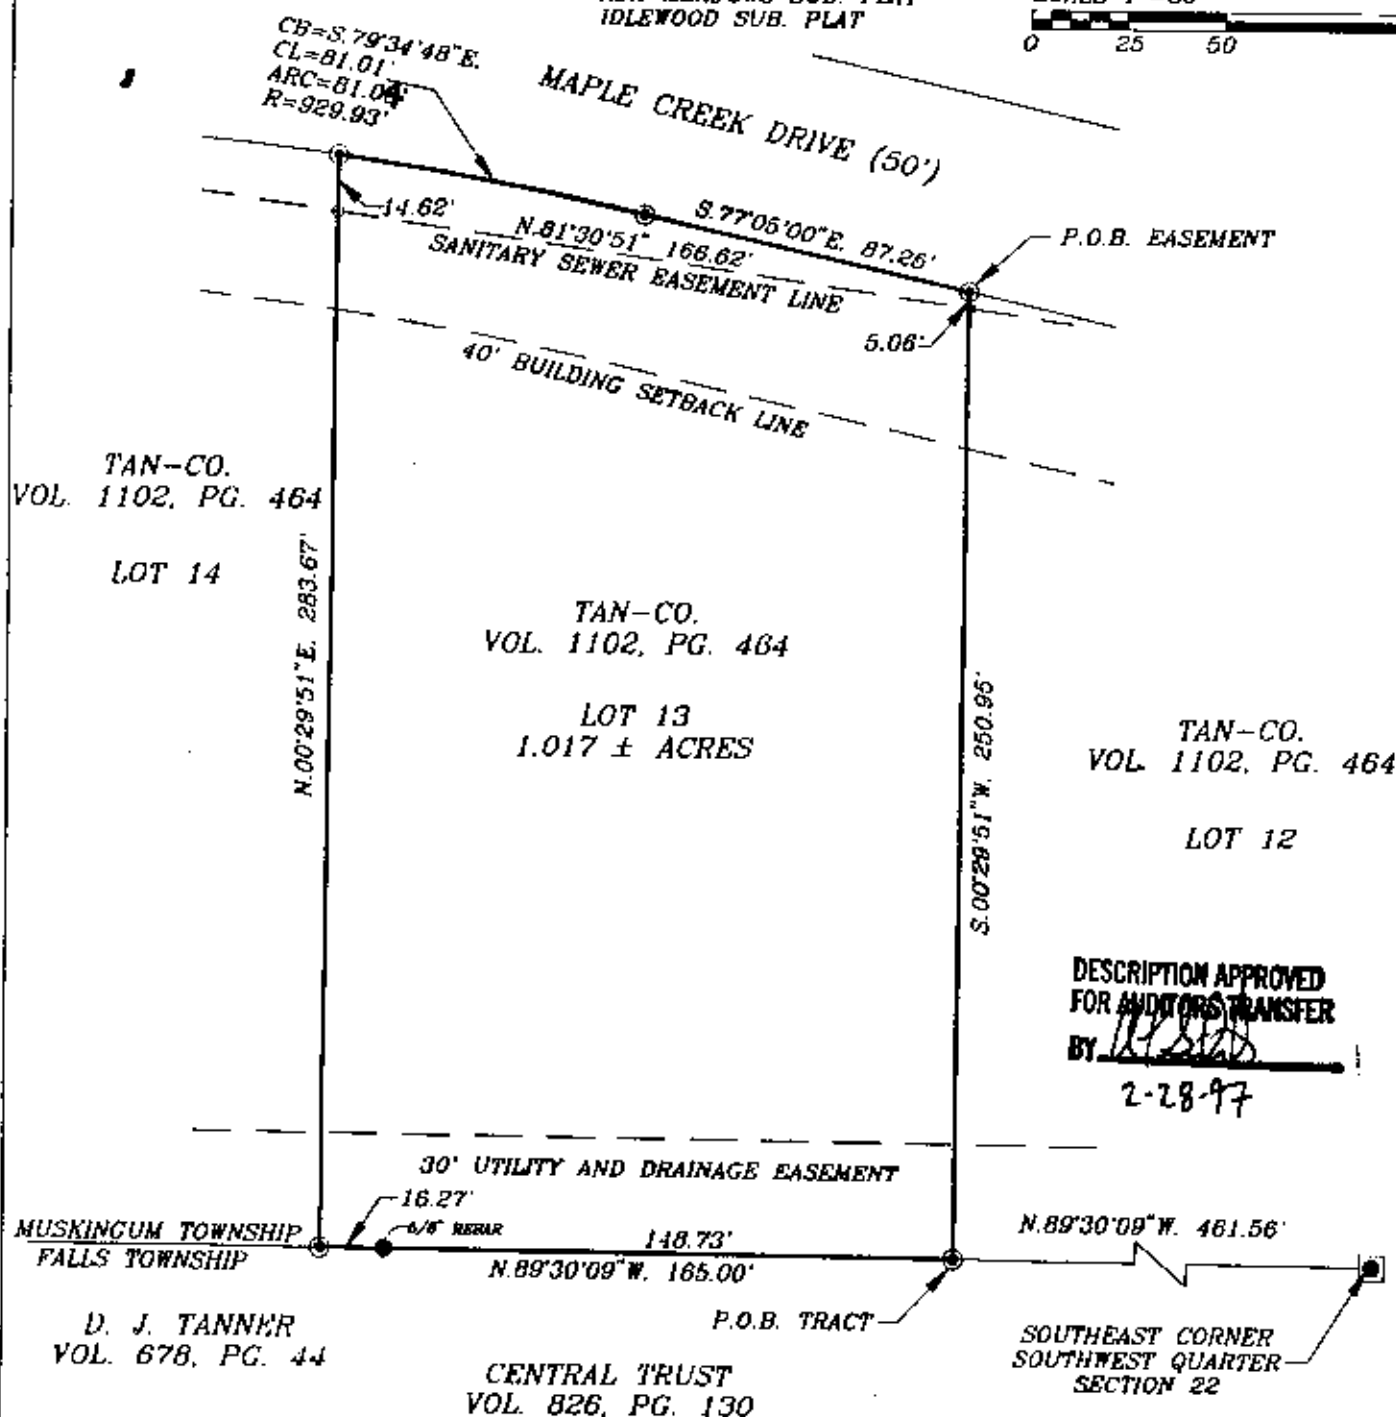 IDLEWOOD SUB. PLAT
0 25 50
CB=S.79°34'48"E.
CL=81.01'
ARC=81.04'
R=929.93'
MAPLE CREEK DRIVE (50')
14.62'
S.77°05'00"E. 87.26'
N.81°30'51" 166.62'
SANITARY SEWER EASEMENT LINE
P.O.B. EASEMENT
5.06'
40' BUILDING SETBACK LINE
TAN-CO.
VOL. 1102, PG. 464
LOT 14
N.00°29'51"E. 283.67'
TAN-CO.
VOL. 1102, PG. 464
LOT 13
1.017 ± ACRES
S.00°29'51"W. 250.95'
TAN-CO.
VOL. 1102, PG. 464
LOT 12
DESCRIPTION APPROVED
FOR AUDITORS TRANSFER
BY
2-28-97
30' UTILITY AND DRAINAGE EASEMENT
16.27'
5/8" REBAR
148.73'
N.89°30'09"W. 165.00'
N.89°30'09"W. 461.56'
MUSKINGUM TOWNSHIP
FALLS TOWNSHIP
P.O.B. TRACT
D. J. TANNER
VOL. 678, PG. 44
CENTRAL TRUST
VOL. 826, PG. 130
SOUTHEAST CORNER
SOUTHWEST QUARTER
SECTION 22